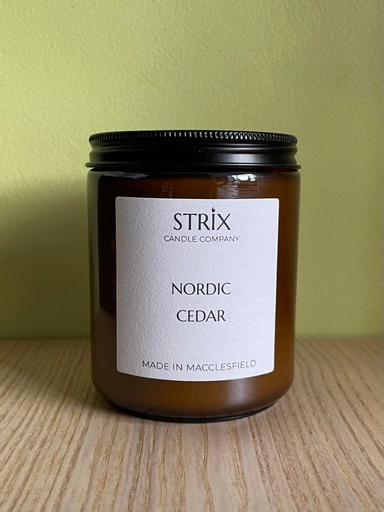 STRIX
CANDLE COMPANY
NORDIC
CEDAR
MADE IN MACCLESFIELD